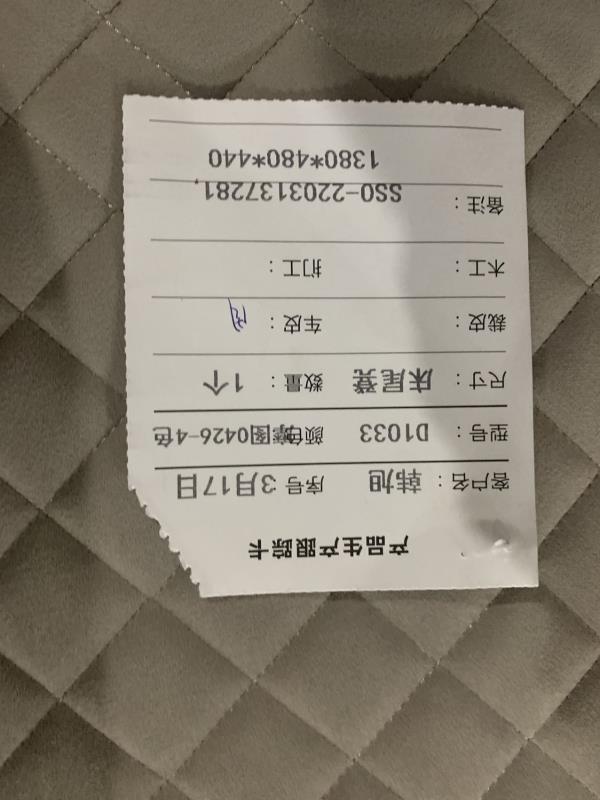 产品生产跟踪卡
客户名： 韩旭 序号 3月17日
型号： D1033 颜色 图0426-4色
尺寸： 床尾凳 数量： 1个
裁皮： 车皮：
木工： 扪工：
备注： SSO-2203137281
1380*480*440